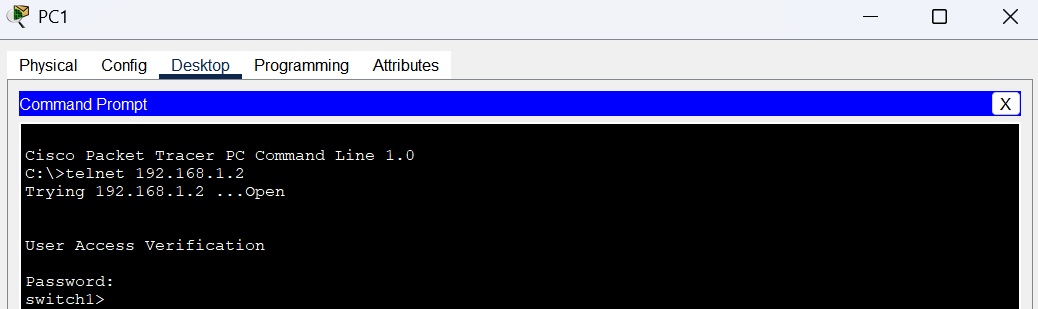 PC1
Physical Config Desktop Programming Attributes
Command Prompt X
Cisco Packet Tracer PC Command Line 1.0
C:\>telnet 192.168.1.2
Trying 192.168.1.2 ...Open
User Access Verification
Password:
switch1>